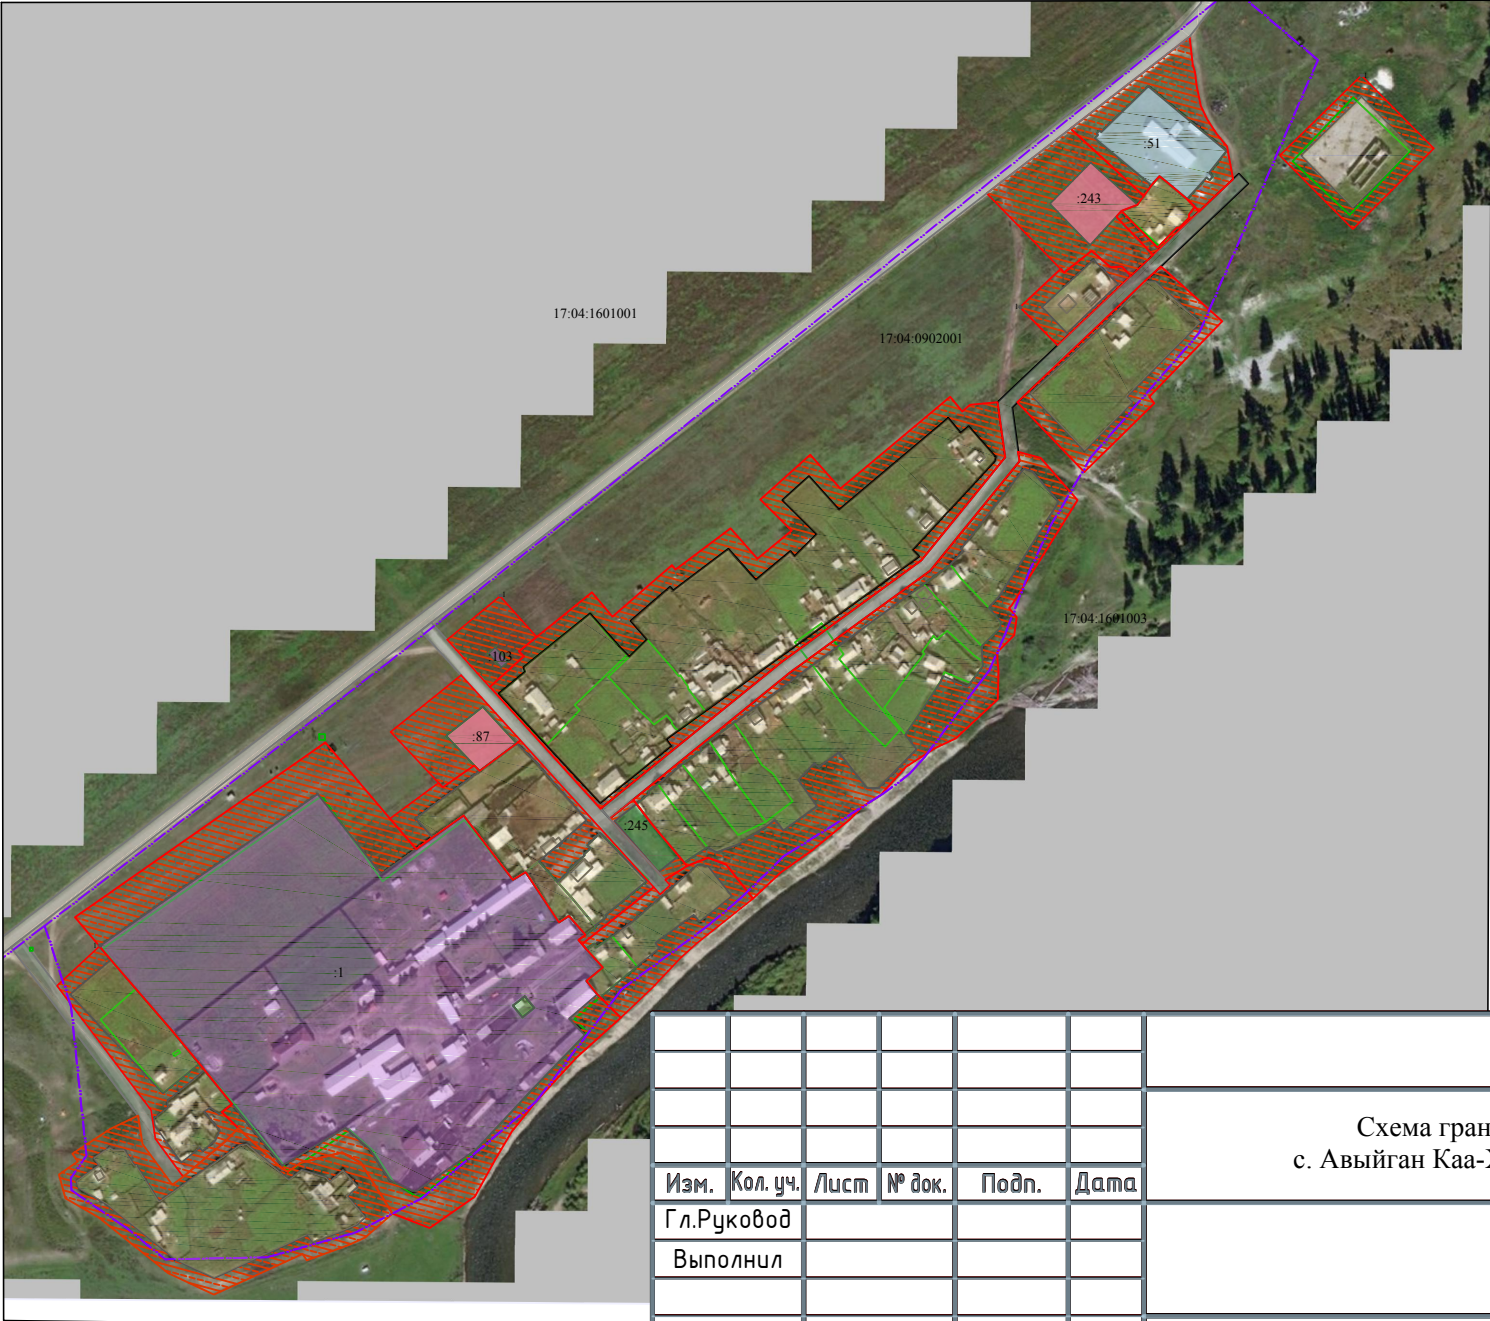 :51
:243
17:04:1601001
17:04:0902001
17:04:1601003
:103
:87
:245
:1
Схема гран
с. Авыйган Каа-Х
Изм. Кол. уч. Лист № док. Подп. Дата
Гл.Руковод
Выполнил